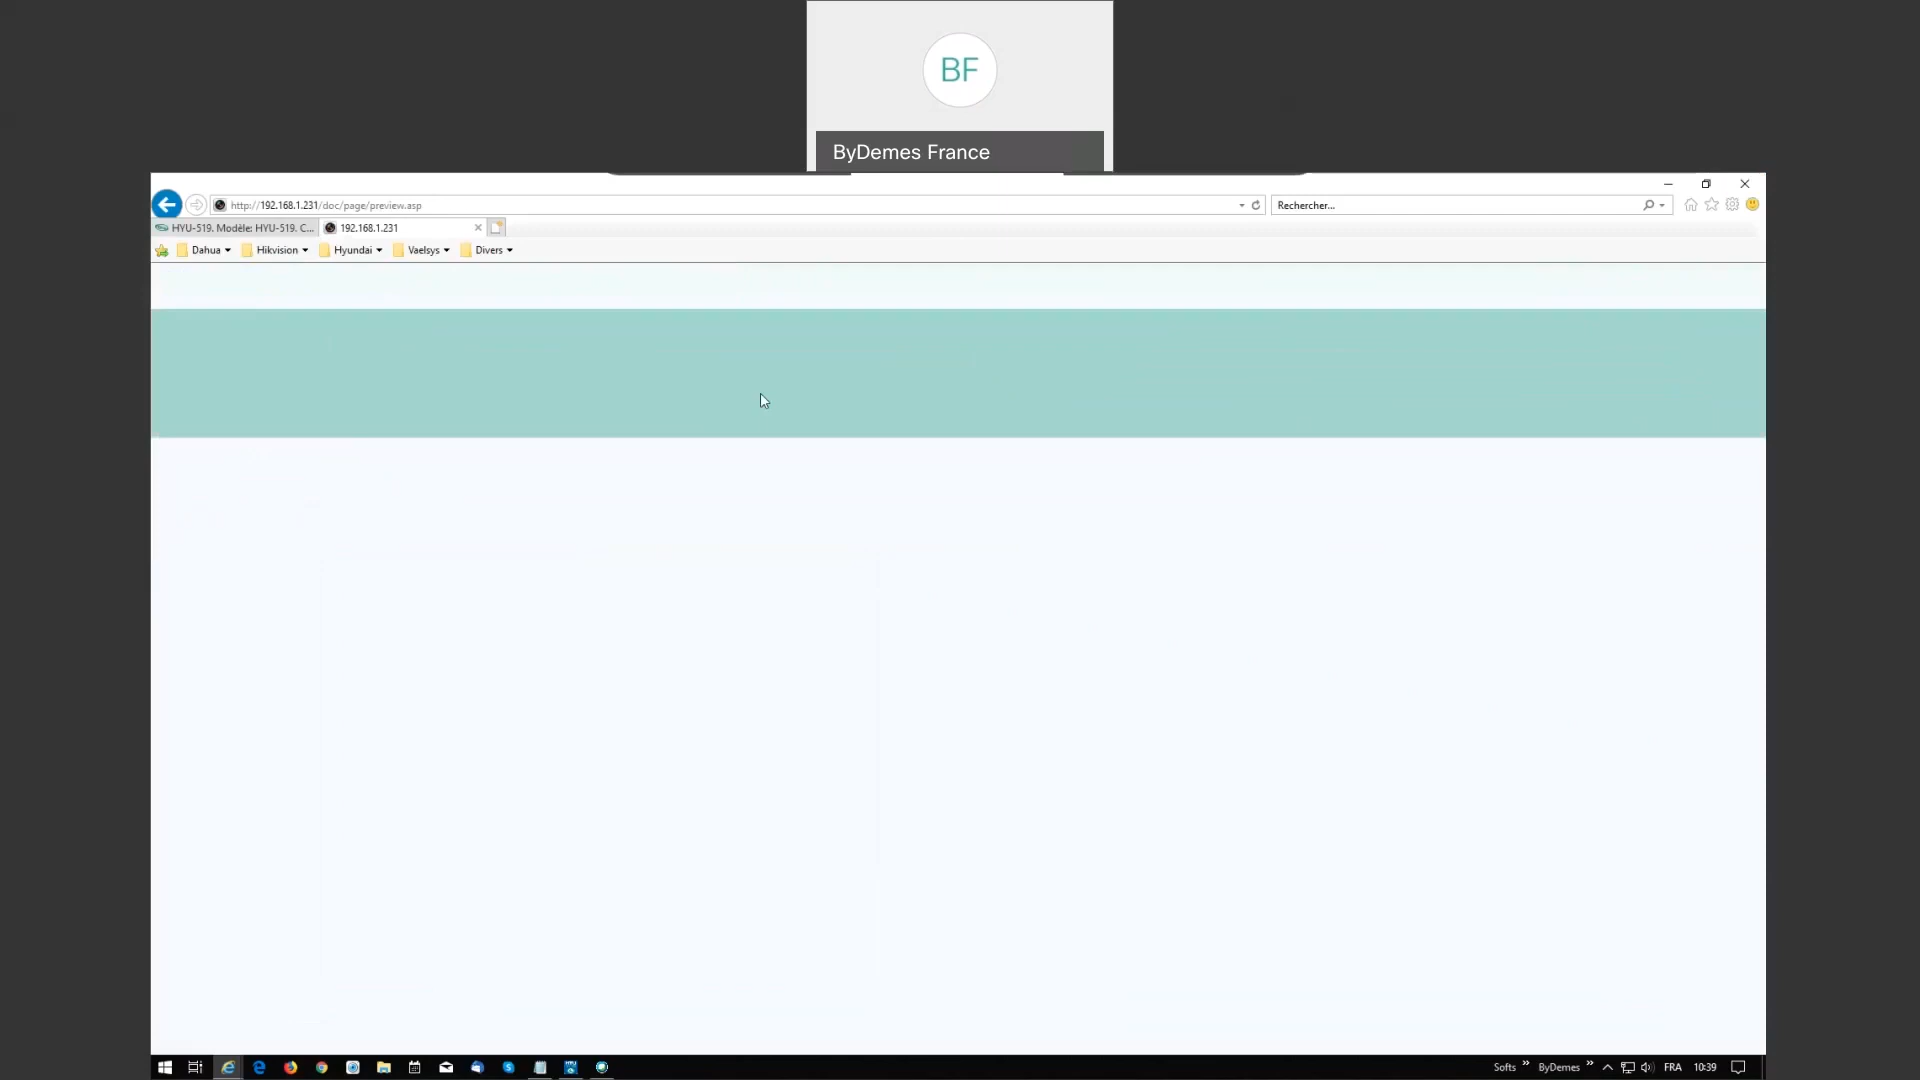 BF
ByDemes France
http://192.168.1.231/doc/page/preview.asp
Rechercher...
HYU-519. Modèle: HYU-519. C...
192.168.1.231
Dahua
Hikvision
Hyundai
Vaelsys
Divers
Softs
ByDemes
FRA
10:39